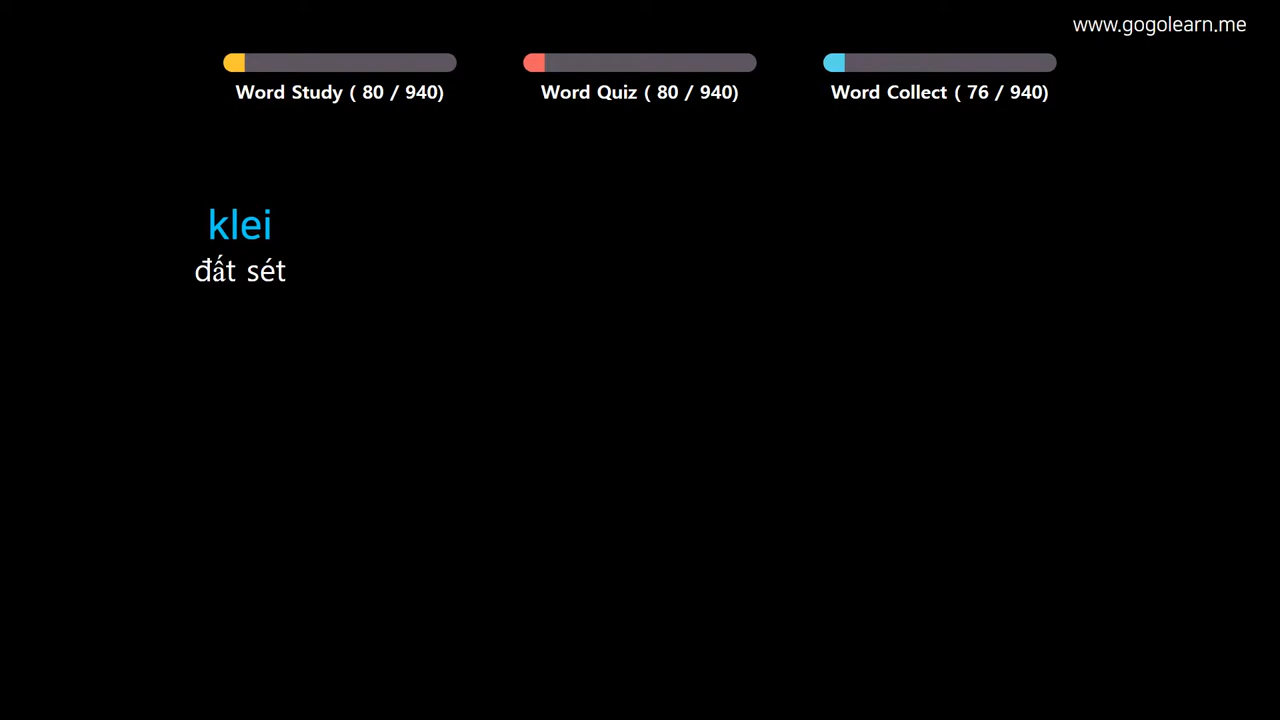 www.gogolearn.me
Word Study ( 80 / 940)
Word Quiz ( 80 / 940)
Word Collect ( 76 / 940)
klei
đất sét